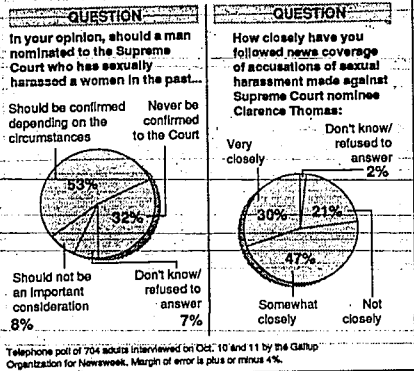 QUESTION
In your opinion, should a man
nominated to the Supreme
Court who has sexually
harassed a women in the past...
Should be confirmed
depending on the
circumstances
Never be
confirmed
to the Court
53%
32%
Should not be
an important
consideration
8%
Don't know/
refused to
answer
7%
QUESTION
How closely have you
followed news coverage
of accusations of sexual
harassment made against
Supreme Court nominee
Clarence Thomas:
Don't know/
refused to
answer
2%
Very
closely
30%
21%
47%
Somewhat
closely
Not
closely
Telephone poll of 704 adults interviewed on Oct. 10 and 11 by the Gallup
Organization for Newsweek. Margin of error is plus or minus 4%.